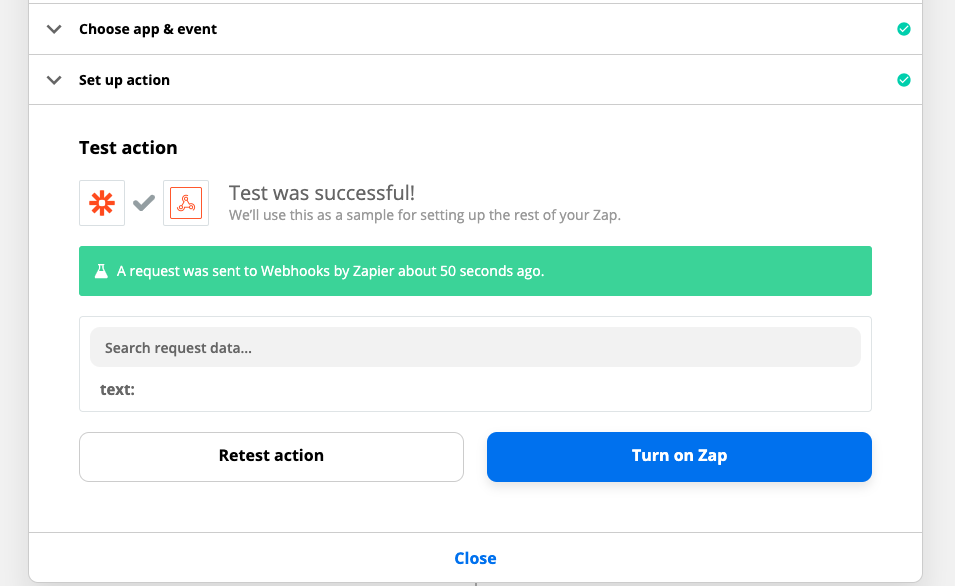 Choose app & event
Set up action
Test action
Test was successful!
We'll use this as a sample for setting up the rest of your Zap.
A request was sent to Webhooks by Zapier about 50 seconds ago.
Search request data...
text:
Retest action
Turn on Zap
Close